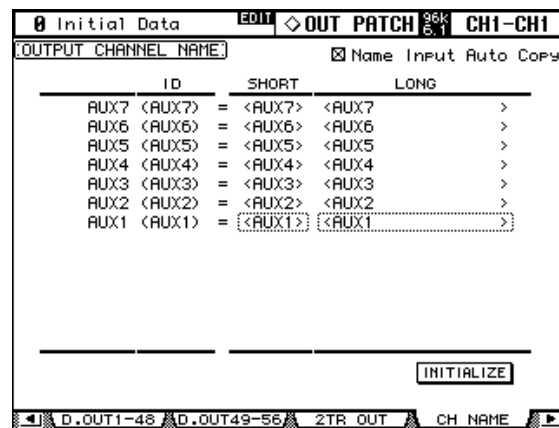 0 Initial Data EDIT ◇OUT PATCH 96k 6.1 CH1-CH1
OUTPUT CHANNEL NAME
☒ Name Input Auto Copy
ID SHORT LONG
AUX7 (AUX7) = <AUX7> <AUX7 >
AUX6 (AUX6) = <AUX6> <AUX6 >
AUX5 (AUX5) = <AUX5> <AUX5 >
AUX4 (AUX4) = <AUX4> <AUX4 >
AUX3 (AUX3) = <AUX3> <AUX3 >
AUX2 (AUX2) = <AUX2> <AUX2 >
AUX1 (AUX1) = <AUX1> <AUX1 >
INITIALIZE
D.OUT1-48 D.OUT49-56 2TR OUT CH NAME